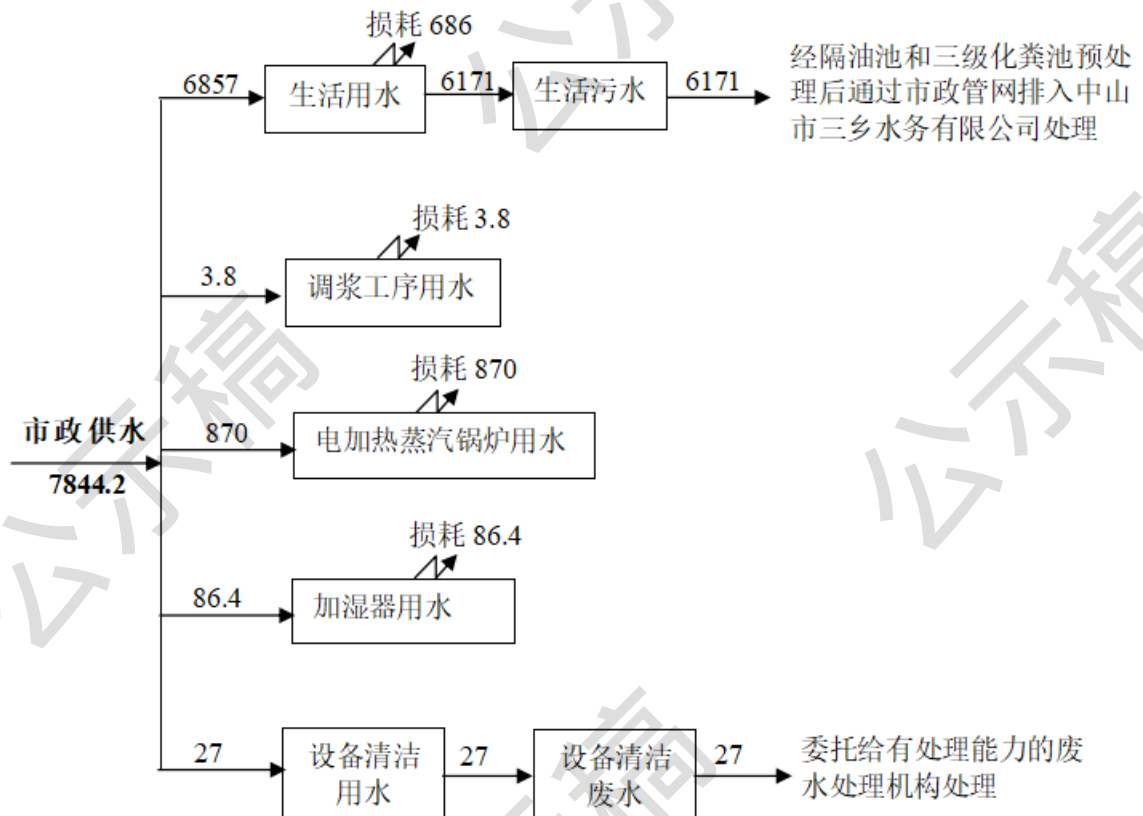 损耗 686
6857
生活用水
6171
生活污水
6171
经隔油池和三级化粪池预处
理后通过市政管网排入中山
市三乡水务有限公司处理
损耗 3.8
3.8
调浆工序用水
损耗 870
市政供水
7844.2
870
电加热蒸汽锅炉用水
损耗 86.4
86.4
加湿器用水
27
设备清洁
用水
27
设备清洁
废水
27
委托给有处理能力的废
水处理机构处理
公示稿
公示稿
公示稿